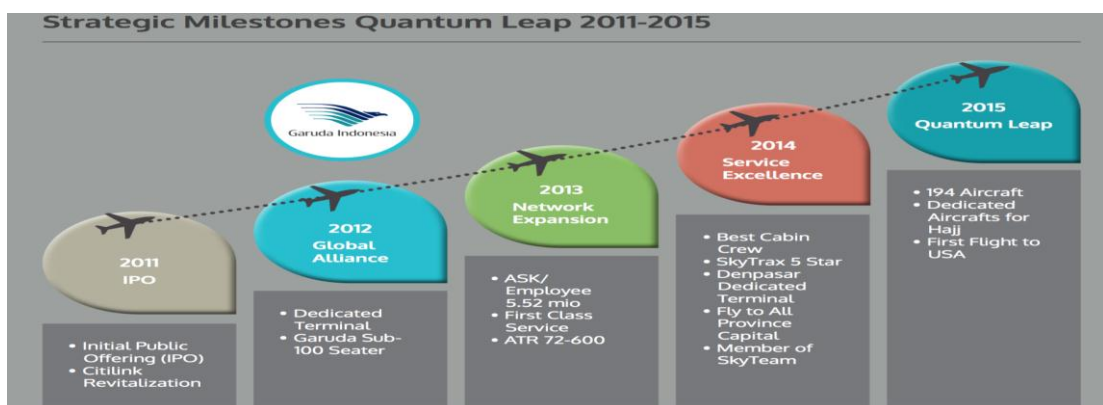 Strategic Milestones Quantum Leap 2011-2015
Garuda Indonesia
2011
IPO
• Initial Public
Offering (IPO)
• Citilink
Revitalization
2012
Global
Alliance
• Dedicated
Terminal
• Garuda Sub-
100 Seater
2013
Network
Expansion
• ASK/
Employee
5.52 mio
• First Class
Service
• ATR 72-600
2014
Service
Excellence
• Best Cabin
Crew
• SkyTrax 5 Star
• Denpasar
Dedicated
Terminal
• Fly to All
Province
Capital
• Member of
SkyTeam
2015
Quantum Leap
• 194 Aircraft
• Dedicated
Aircrafts for
Hajj
• First Flight to
USA